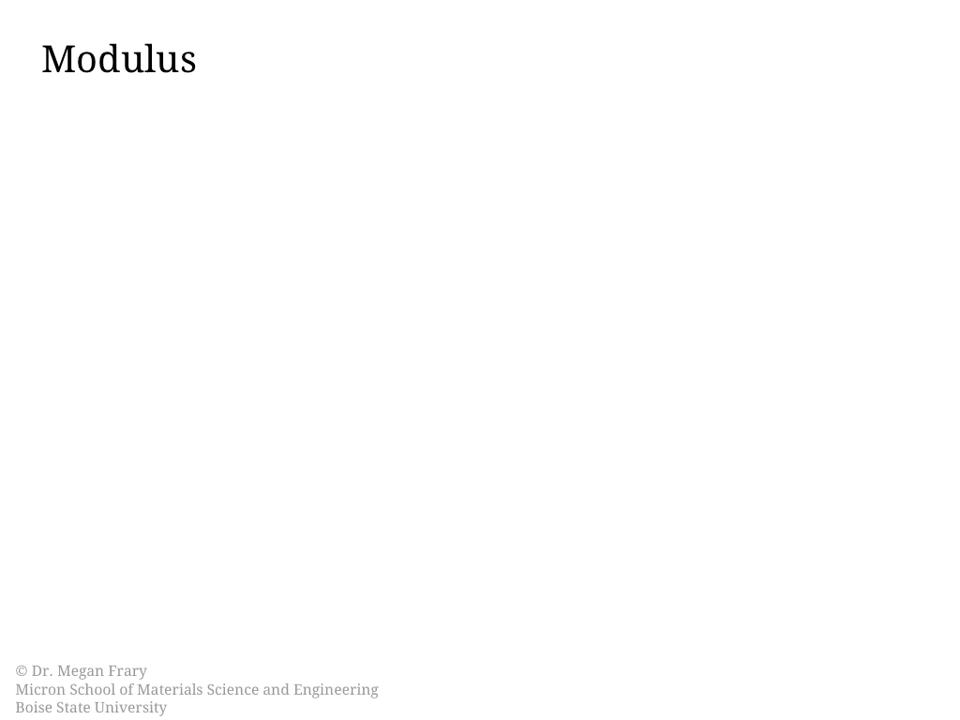 Modulus
© Dr. Megan Frary
Micron School of Materials Science and Engineering
Boise State University